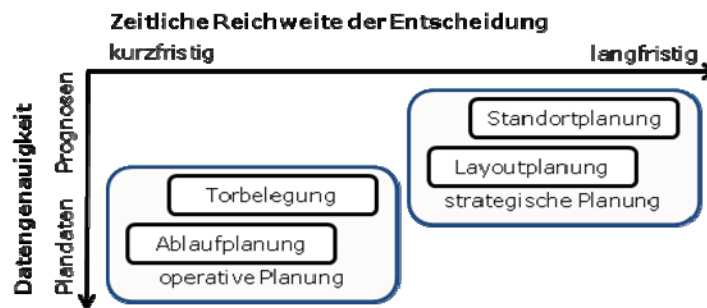 Zeitliche Reichweite der Entscheidung
kurzfristig
langfristig
Datengenauigkeit
Prognosen
Plandaten
Standortplanung
Layoutplanung
strategische Planung
Torbelegung
Ablaufplanung
operative Planung